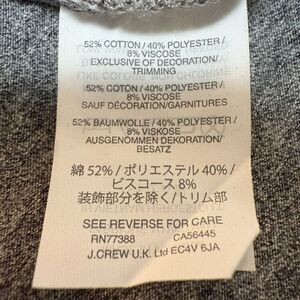 52% COTTON / 40% POLYESTER /
8% VISCOSE
EXCLUSIVE OF DECORATION/
TRIMMING
52% COTTON / 40% POLYESTER /
8% VISCOSE
SAUF DÉCORATION/GARNITURES
52% BAUMWOLLE / 40% POLYESTER /
8% VISKOSE
AUSGENOMMEN DEKORATION/
BESATZ
綿 52% / ポリエステル 40% /
ビスコース 8%
装飾部分を除く/トリム部
SEE REVERSE FOR CARE
RN77388 CA56445
J.CREW U.K. Ltd EC4V 6JA